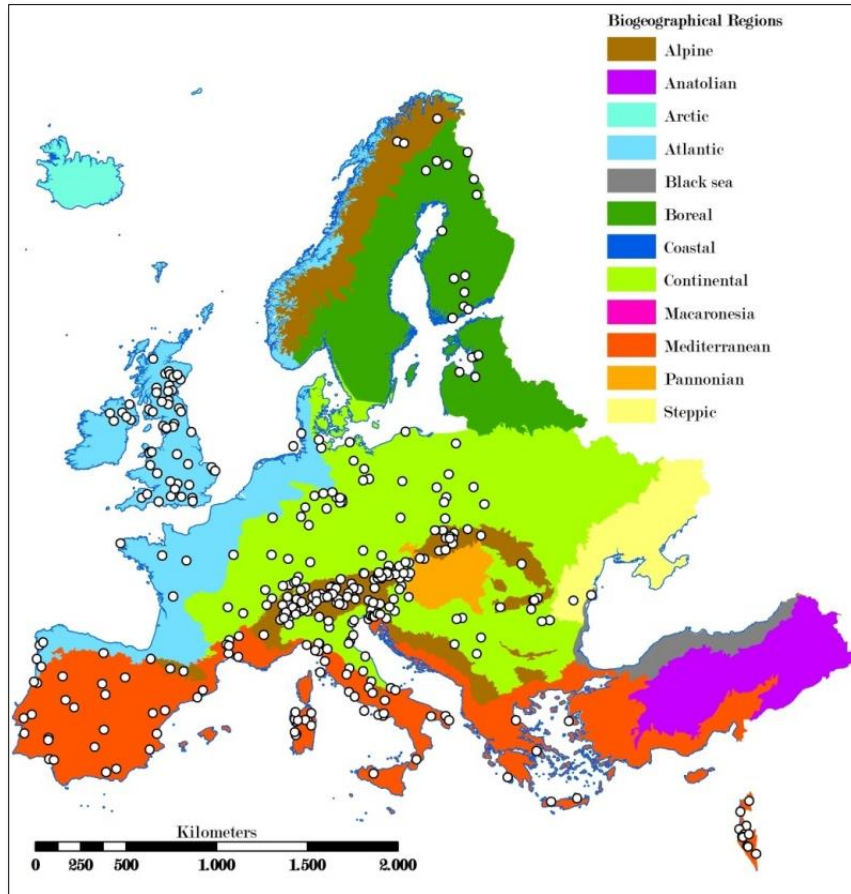 Biogeographical Regions
Alpine
Anatolian
Arctic
Atlantic
Black sea
Boreal
Coastal
Continental
Macaronesia
Mediterranean
Pannonian
Steppic
Kilometers
0 250 500 1.000 1.500 2.000